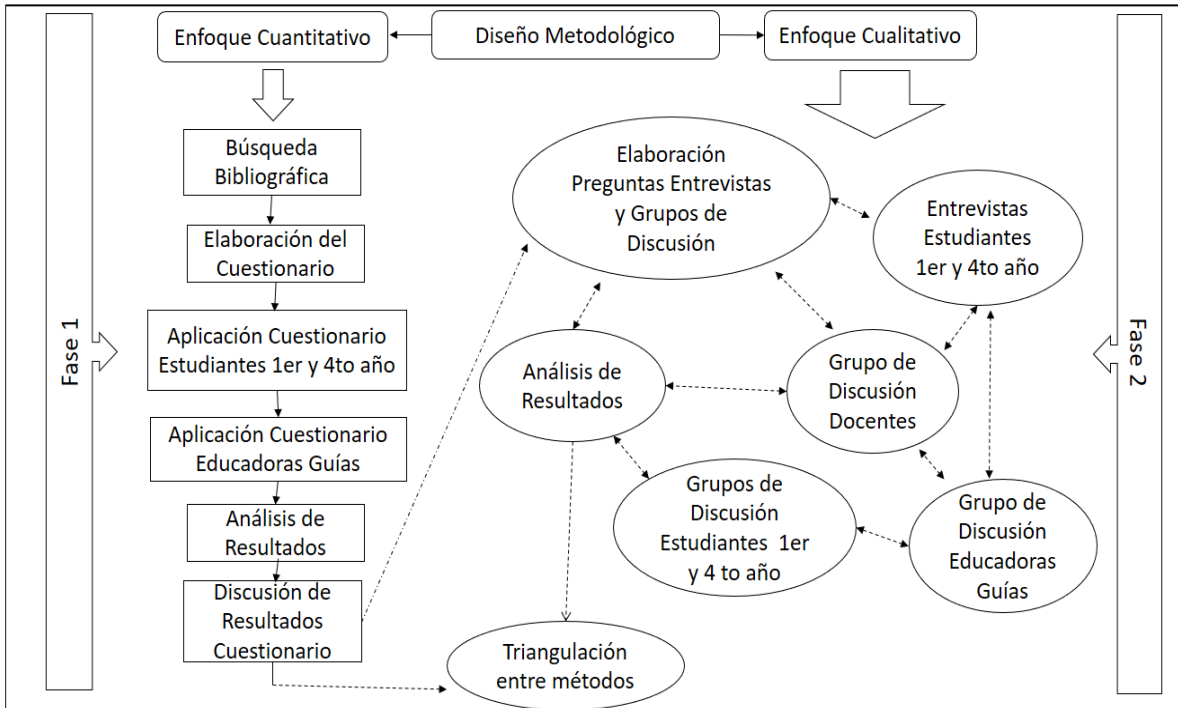 Enfoque Cuantitativo
Diseño Metodológico
Enfoque Cualitativo
Fase 1
Búsqueda
Bibliográfica
Elaboración del
Cuestionario
Aplicación Cuestionario
Estudiantes 1er y 4to año
Aplicación Cuestionario
Educadoras Guías
Análisis de
Resultados
Discusión de
Resultados
Cuestionario
Elaboración
Preguntas Entrevistas
y Grupos de
Discusión
Entrevistas
Estudiantes
1er y 4to año
Análisis de
Resultados
Grupo de
Discusión
Docentes
Grupos de
Discusión
Estudiantes 1er
y 4 to año
Grupo de
Discusión
Educadoras
Guías
Triangulación
entre métodos
Fase 2